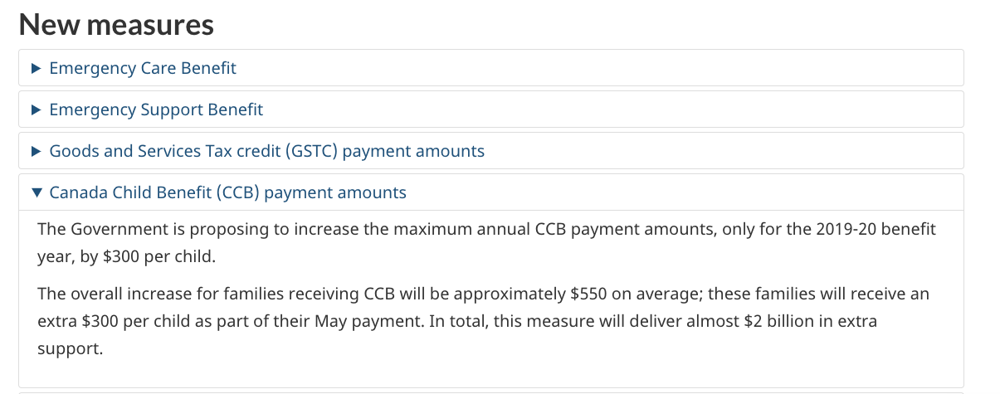 New measures
Emergency Care Benefit
Emergency Support Benefit
Goods and Services Tax credit (GSTC) payment amounts
Canada Child Benefit (CCB) payment amounts
The Government is proposing to increase the maximum annual CCB payment amounts, only for the 2019-20 benefit
year, by $300 per child.
The overall increase for families receiving CCB will be approximately $550 on average; these families will receive an
extra $300 per child as part of their May payment. In total, this measure will deliver almost $2 billion in extra
support.